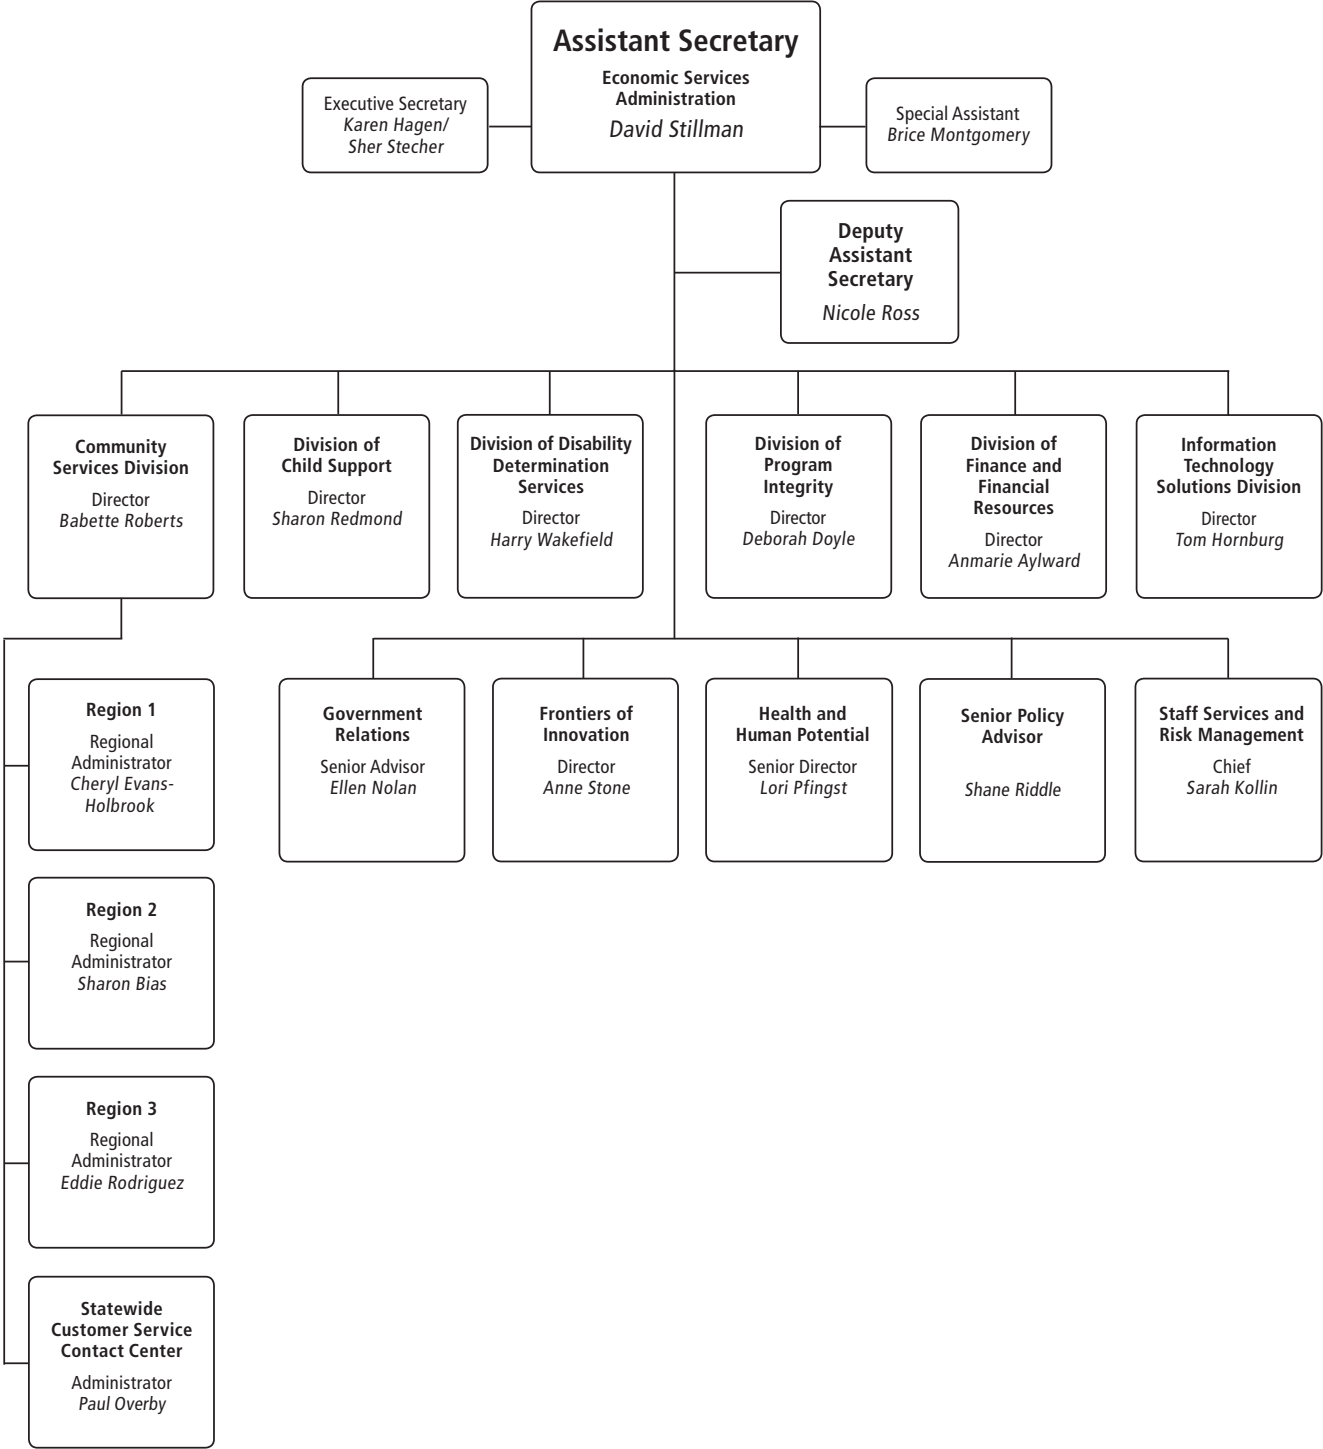 Assistant Secretary
Economic Services
Administration
David Stillman
Executive Secretary
Karen Hagen/
Sher Stecher
Special Assistant
Brice Montgomery
Deputy
Assistant
Secretary
Nicole Ross
Community
Services Division
Director
Babette Roberts
Division of
Child Support
Director
Sharon Redmond
Division of Disability
Determination
Services
Director
Harry Wakefield
Division of
Program
Integrity
Director
Deborah Doyle
Division of
Finance and
Financial
Resources
Director
Anmarie Aylward
Information
Technology
Solutions Division
Director
Tom Hornburg
Government
Relations
Senior Advisor
Ellen Nolan
Frontiers of
Innovation
Director
Anne Stone
Health and
Human Potential
Senior Director
Lori Pfingst
Senior Policy
Advisor
Shane Riddle
Staff Services and
Risk Management
Chief
Sarah Kollin
Region 1
Regional
Administrator
Cheryl Evans-
Holbrook
Region 2
Regional
Administrator
Sharon Bias
Region 3
Regional
Administrator
Eddie Rodriguez
Statewide
Customer Service
Contact Center
Administrator
Paul Overby